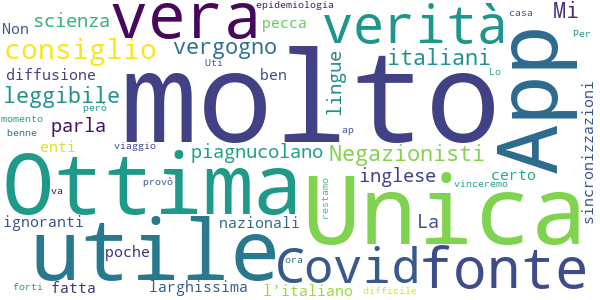 epidemiologia
Non scienza vera pecca verità Mi
casa
Per
consiglio vergogno italiani App
Uti Lo
diffusione ben lingue
leggibile molto sincronizzazioni
però
momento parla
benne ap
enti viaggio piagnucolano Negazionisti
Ottima inglese certo
va provò restamo Unica vinceremo
ignoranti utile nazionali La
poche Covid fonte
ora
forti fatta larghissima l'italiano difficile